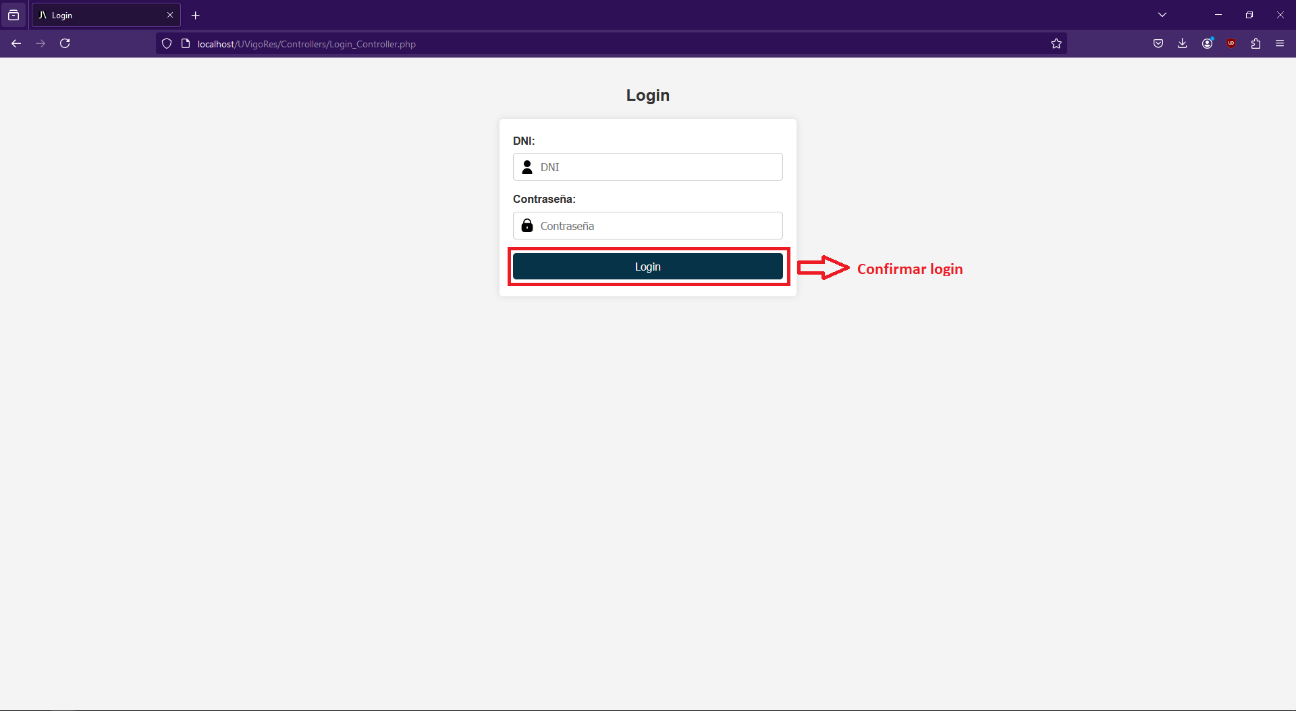 Login
localhost/UVigoRes/Controllers/Login_Controller.php
Login
DNI:
DNI
Contraseña:
Contraseña
Login
Confirmar login